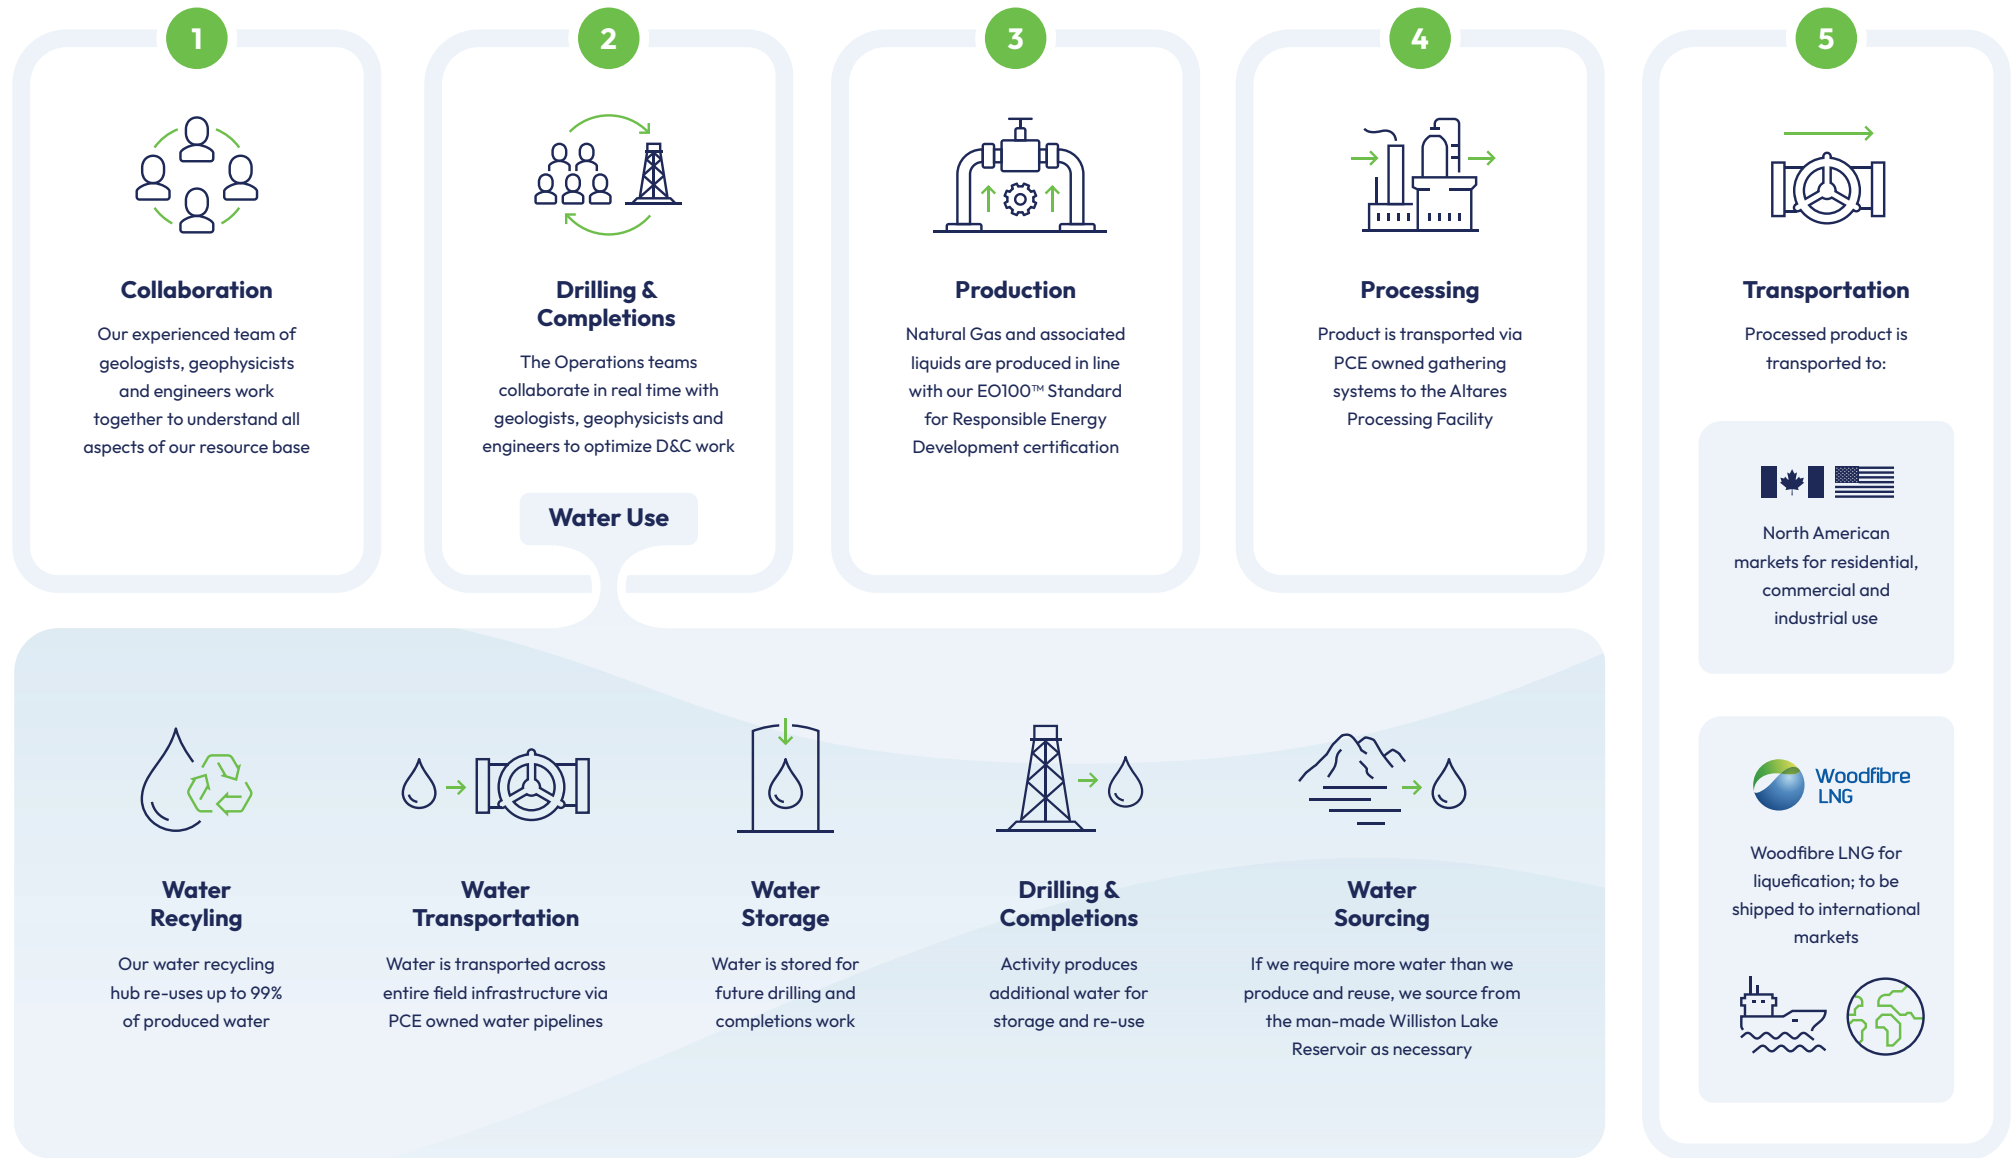 1
Collaboration
Our experienced team of
geologists, geophysicists
and engineers work
together to understand all
aspects of our resource base
2
Drilling &
Completions
The Operations teams
collaborate in real time with
geologists, geophysicists and
engineers to optimize D&C work
Water Use
3
Production
Natural Gas and associated
liquids are produced in line
with our EO100™ Standard
for Responsible Energy
Development certification
4
Processing
Product is transported via
PCE owned gathering
systems to the Altares
Processing Facility
5
Transportation
Processed product is
transported to:
North American
markets for residential,
commercial and
industrial use
Woodfibre
LNG
Woodfibre LNG for
liquefication; to be
shipped to international
markets
Water
Recyling
Our water recycling
hub re-uses up to 99%
of produced water
Water
Transportation
Water is transported across
entire field infrastructure via
PCE owned water pipelines
Water
Storage
Water is stored for
future drilling and
completions work
Drilling &
Completions
Activity produces
additional water for
storage and re-use
Water
Sourcing
If we require more water than we
produce and reuse, we source from
the man-made Williston Lake
Reservoir as necessary